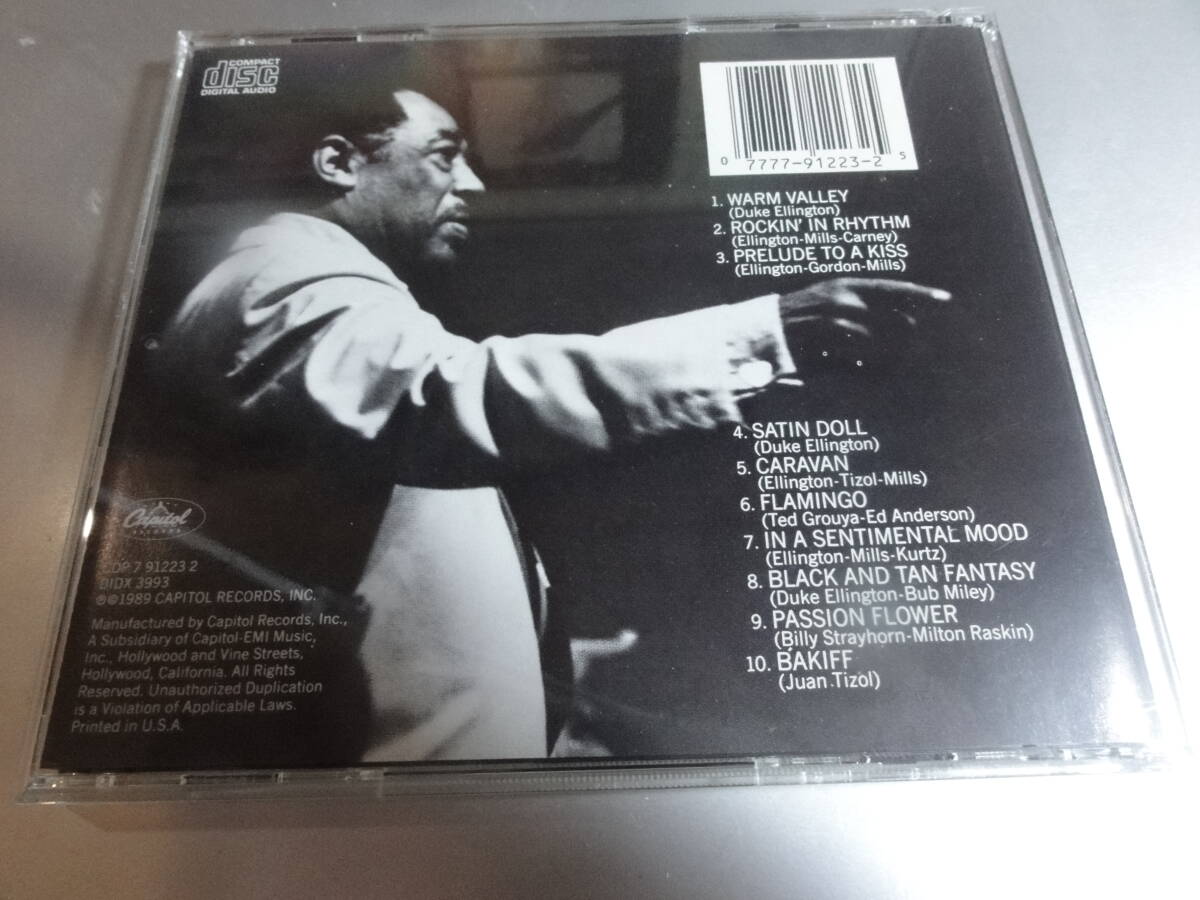 COMPACT
disc
DIGITAL AUDIO
0 7777-91223-2 5
1. WARM VALLEY
(Duke Ellington)
2. ROCKIN' IN RHYTHM
(Ellington-Mills-Carney)
3. PRELUDE TO A KISS
(Ellington-Gordon-Mills)
4. SATIN DOLL
(Duke Ellington)
5. CARAVAN
(Ellington-Tizol-Mills)
6. FLAMINGO
(Ted Grouya-Ed Anderson)
7. IN A SENTIMENTAL MOOD
(Ellington-Mills-Kurtz)
8. BLACK AND TAN FANTASY
(Duke Ellington-Bub Miley)
9. PASSION FLOWER
(Billy Strayhorn-Milton Raskin)
10. BAKIFF
(Juan Tizol)
Capitol
RECORDS
CDP 7 91223 2
DIDX 3993
℗©1989 CAPITOL RECORDS, INC.
Manufactured by Capitol Records, Inc.,
A Subsidiary of Capitol-EMI Music,
Inc., Hollywood and Vine Streets,
Hollywood, California. All Rights
Reserved. Unauthorized Duplication
is a Violation of Applicable Laws.
Printed in U.S.A.